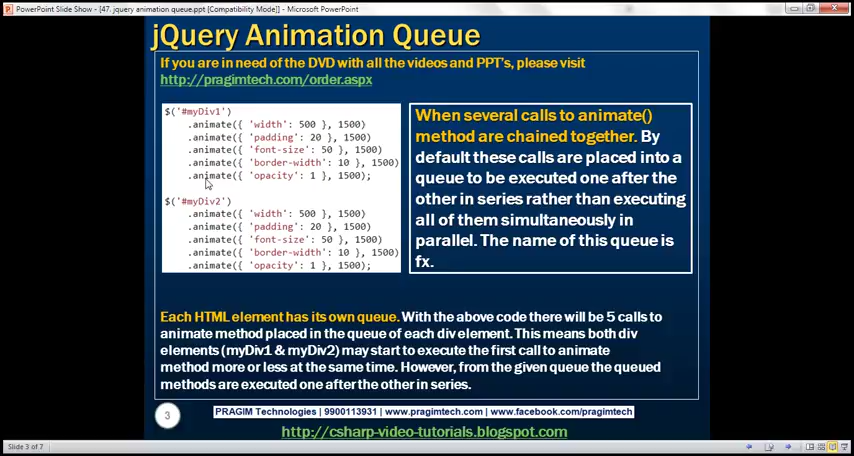 PowerPoint Slide Show - [47. jquery animation queue.ppt [Compatibility Mode]] - Microsoft PowerPoint
jQuery Animation Queue
If you are in need of the DVD with all the videos and PPT's, please visit
http://pragimtech.com/order.aspx
$('#myDiv1')
.animate({ 'width': 500 }, 1500)
.animate({ 'padding': 20 }, 1500)
.animate({ 'font-size': 50 }, 1500)
.animate({ 'border-width': 10 }, 1500)
.animate({ 'opacity': 1 }, 1500);
$('#myDiv2')
.animate({ 'width': 500 }, 1500)
.animate({ 'padding': 20 }, 1500)
.animate({ 'font-size': 50 }, 1500)
.animate({ 'border-width': 10 }, 1500)
.animate({ 'opacity': 1 }, 1500);
When several calls to animate()
method are chained together. By
default these calls are placed into a
queue to be executed one after the
other in series rather than executing
all of them simultaneously in
parallel. The name of this queue is
fx.
Each HTML element has its own queue. With the above code there will be 5 calls to
animate method placed in the queue of each div element. This means both div
elements (myDiv1 & myDiv2) may start to execute the first call to animate
method more or less at the same time. However, from the given queue the queued
methods are executed one after the other in series.
3
PRAGIM Technologies | 9900113931 | www.pragimtech.com | www.facebook.com/pragimtech
http://csharp-video-tutorials.blogspot.com
Slide 3 of 7